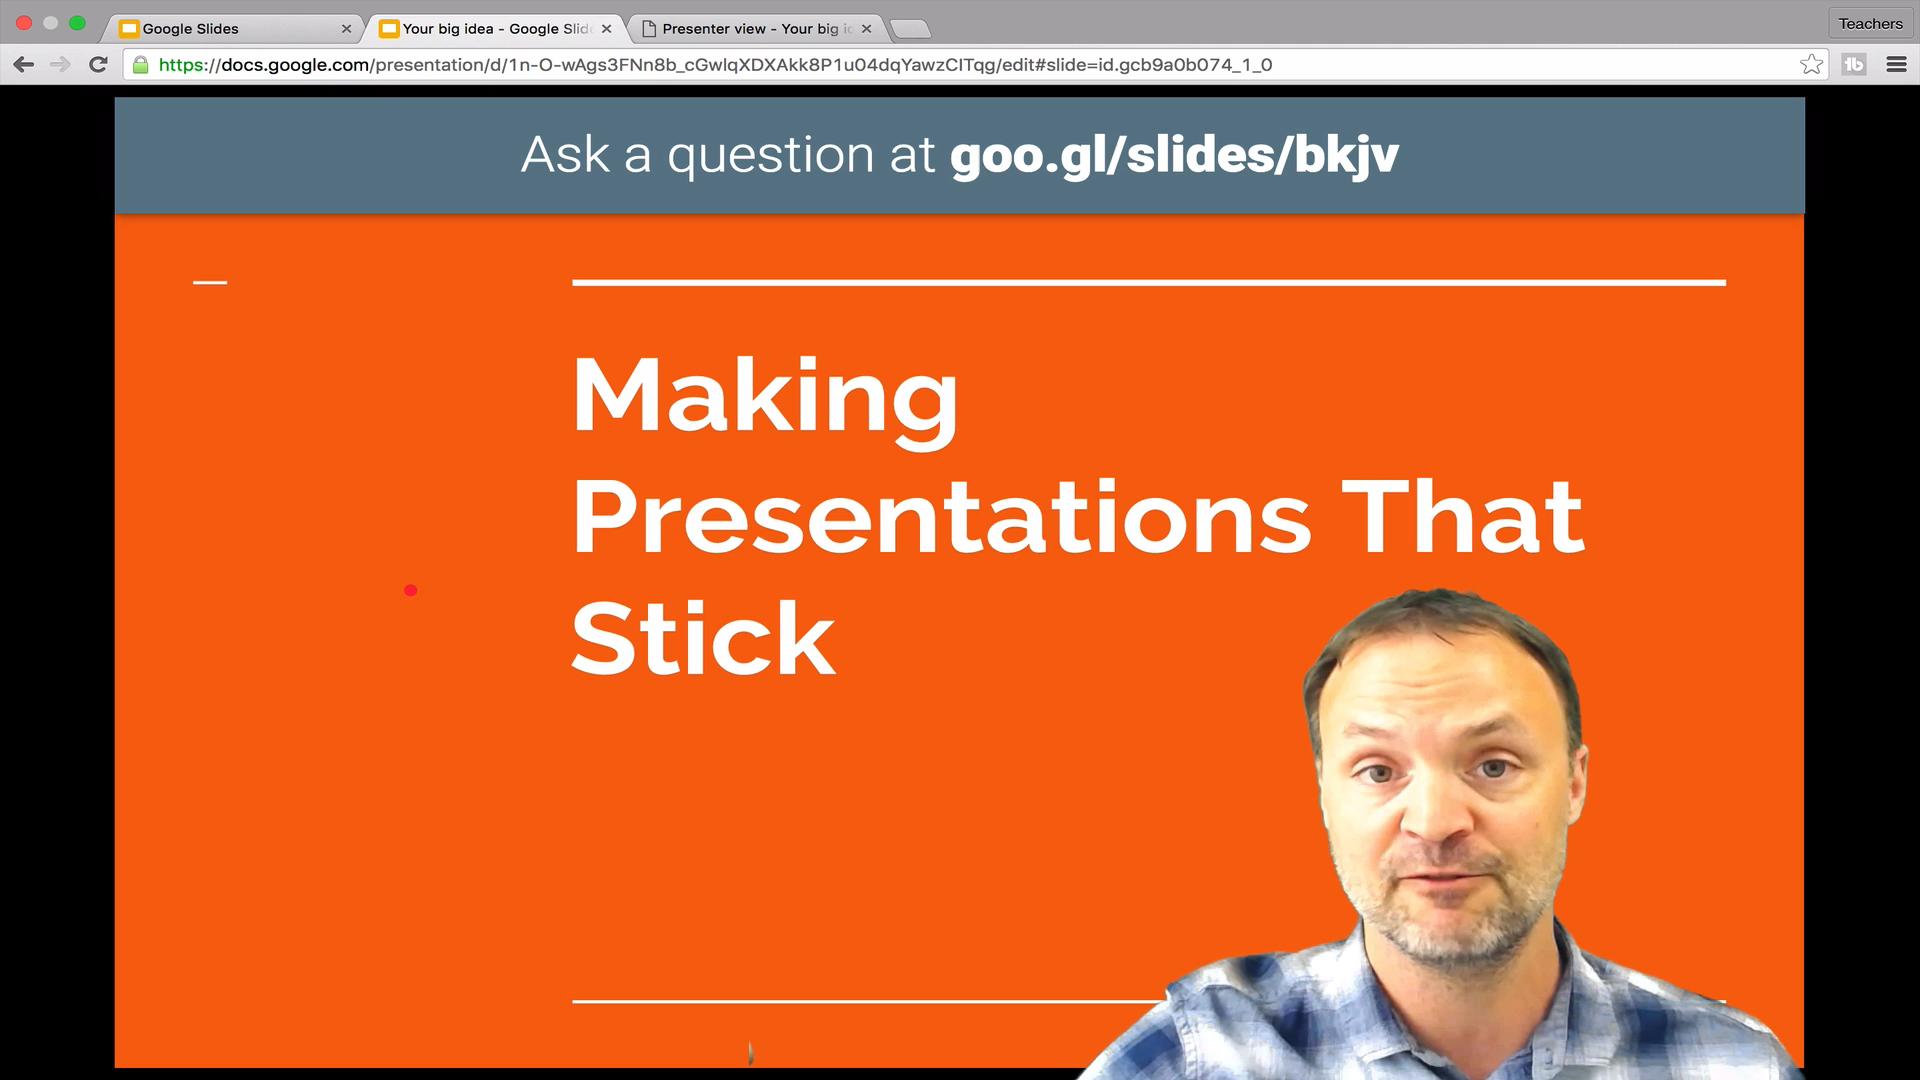 Google Slides
Your big idea - Google Slid
Presenter view - Your big i
Teachers
https://docs.google.com/presentation/d/1n-O-wAgs3FNn8b_cGwlqXDXAkk8P1u04dqYawzCITqg/edit#slide=id.gcb9a0b074_1_0
Ask a question at goo.gl/slides/bkjv
Making
Presentations That
Stick